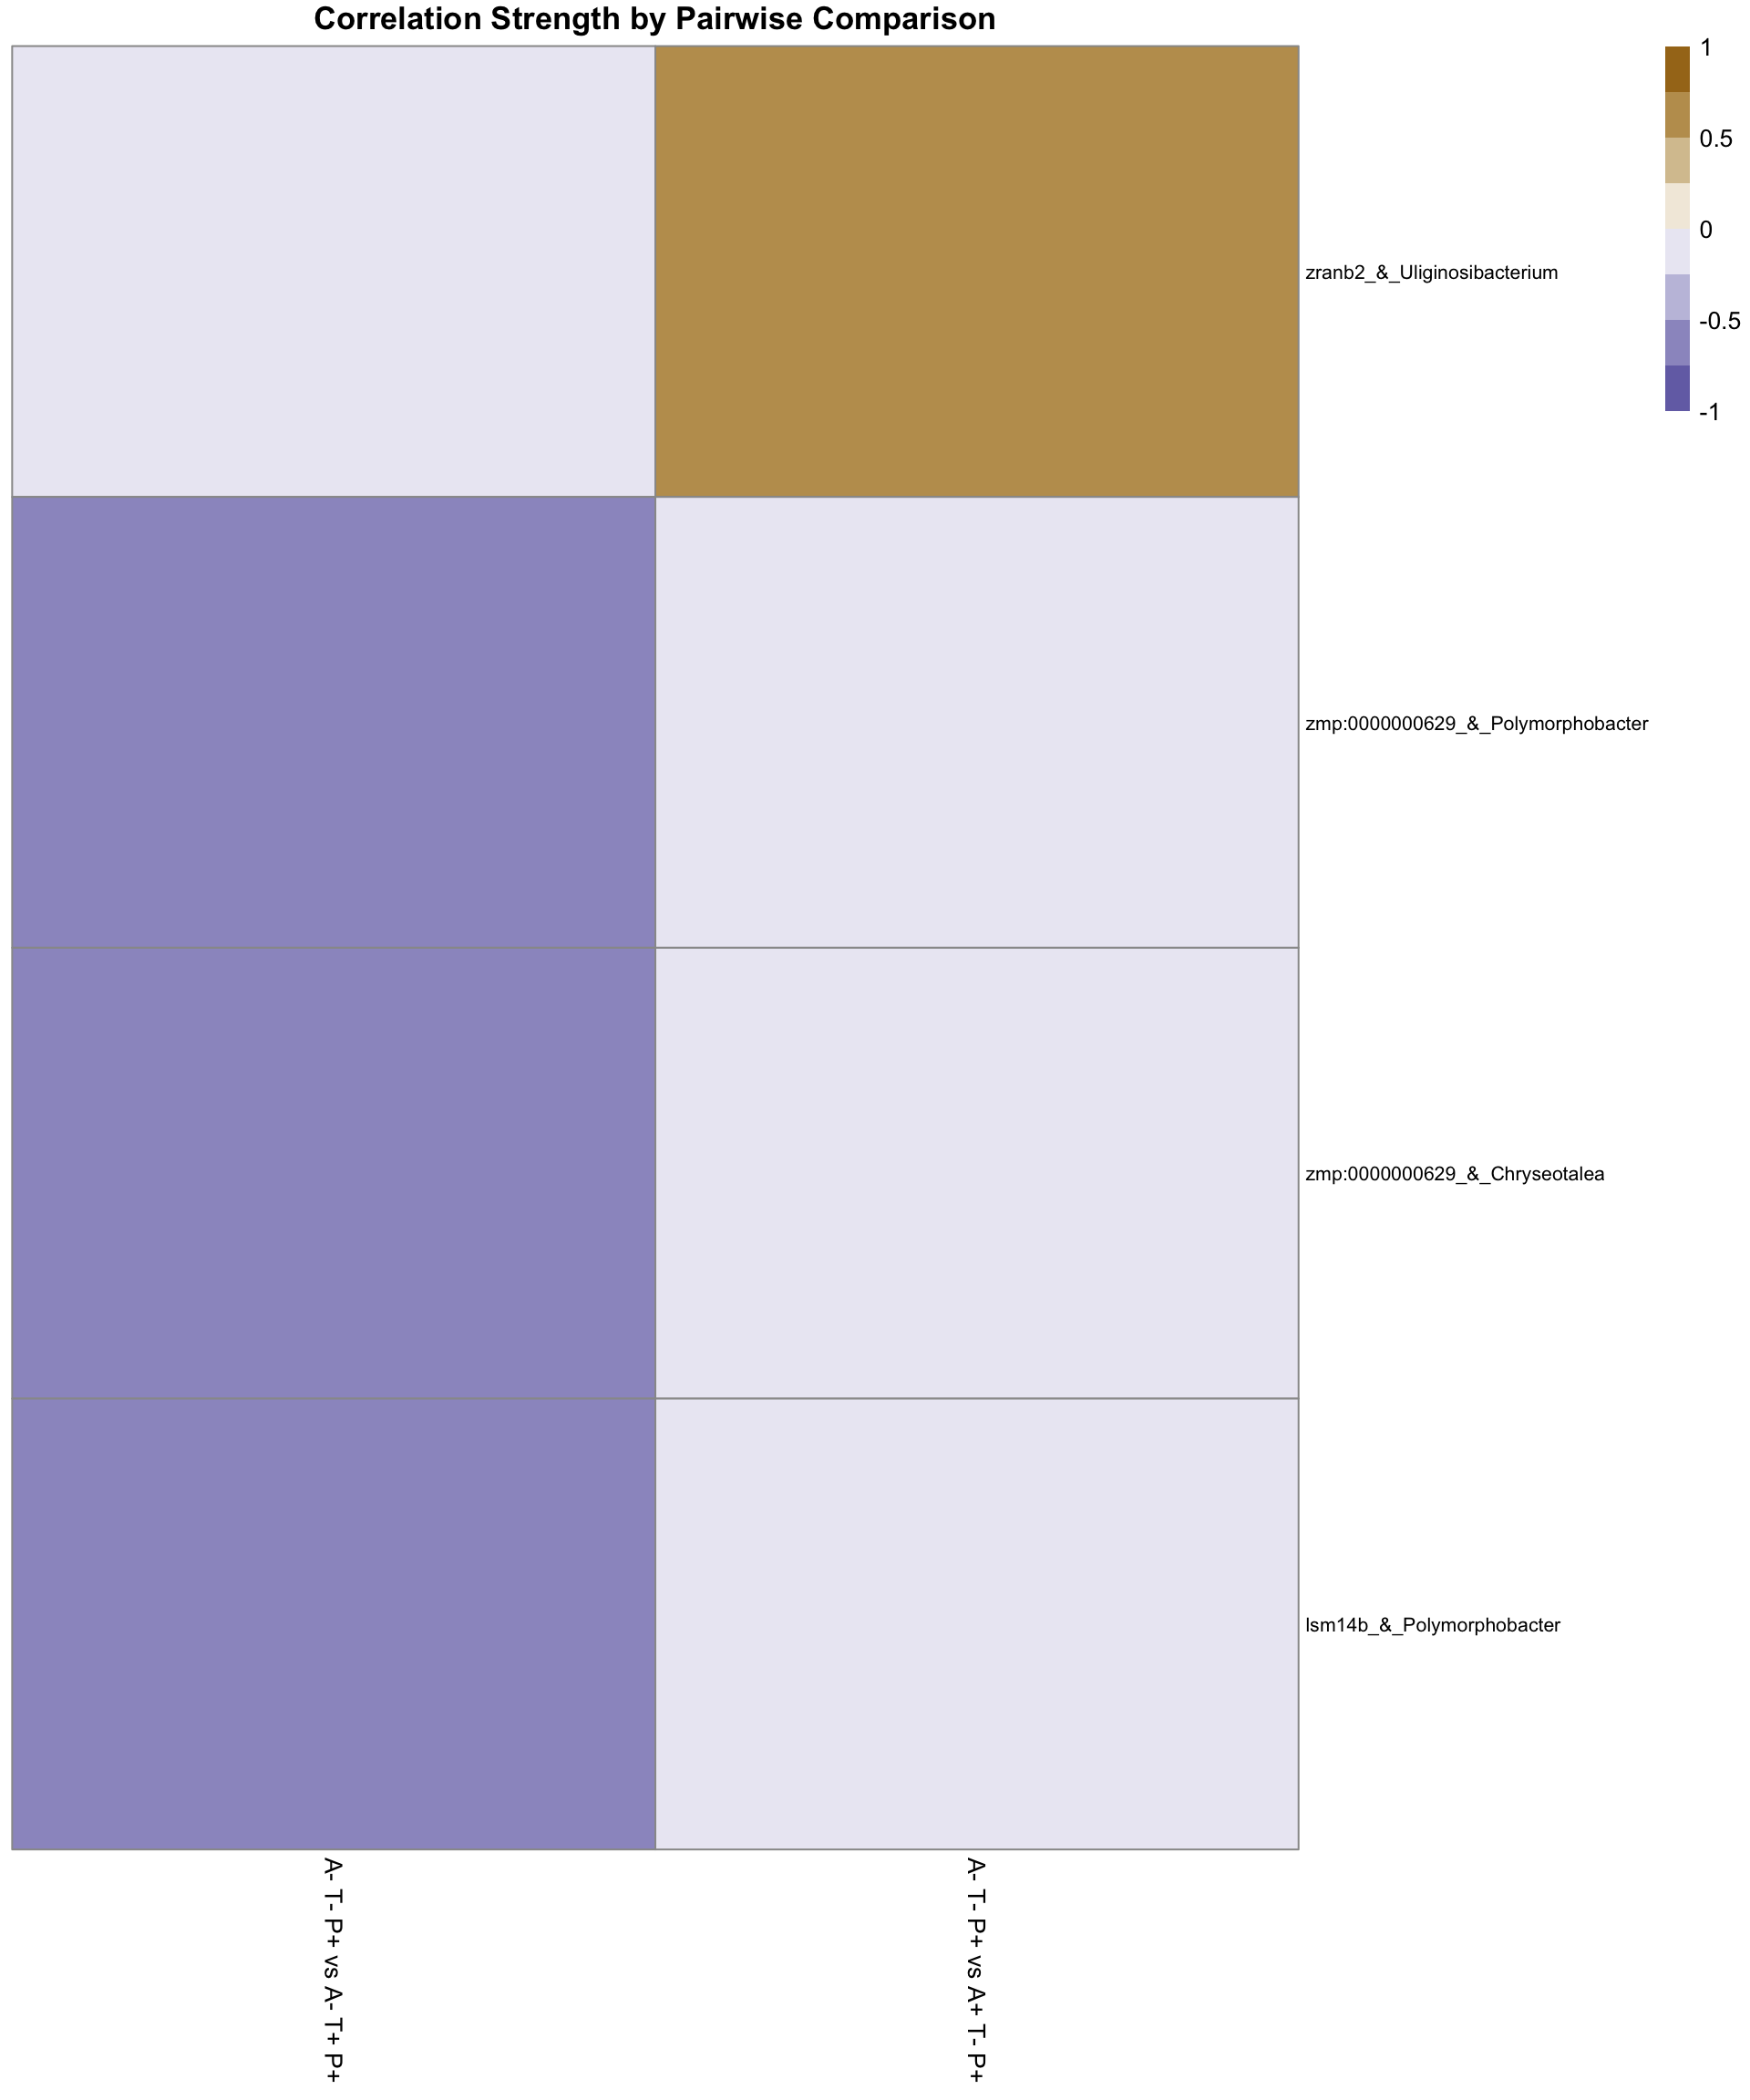 Correlation Strength by Pairwise Comparison
1
0.5
0
-0.5
-1
zranb2_&_Uliginosibacterium
zmp:0000000629_&_Polymorphobacter
zmp:0000000629_&_Chryseotalea
lsm14b_&_Polymorphobacter
A- T- P+ vs A- T+ P+
A- T- P+ vs A+ T- P+